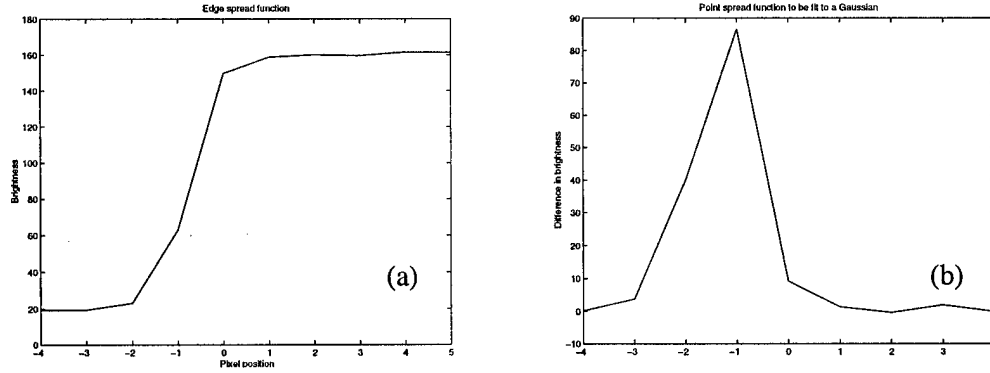 Edge spread function
180
160
140
120
100
80
60
40
20
0
Brightness
-4 -3 -2 -1 0 1 2 3 4 5
Pixel position
(a)
Point spread function to be fit to a Gaussian
90
80
70
60
50
40
30
20
10
0
-10
Difference in brightness
-4 -3 -2 -1 0 1 2 3 4
(b)